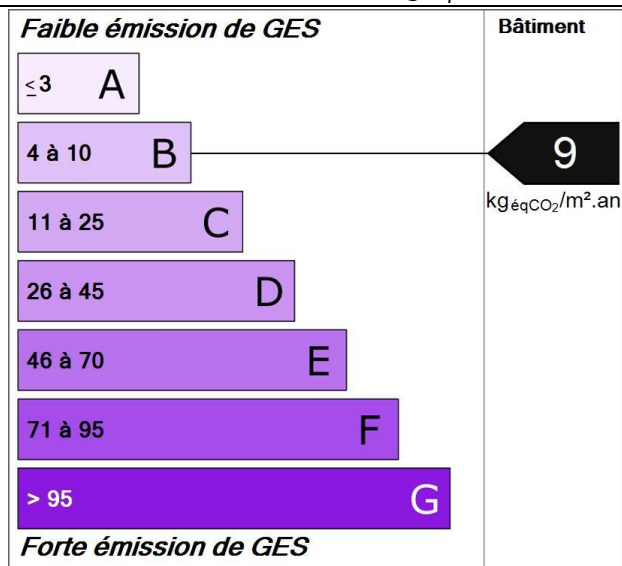 Faible émission de GES
Bâtiment
≤ 3 A
4 à 10 B
9
kgéqCO₂/m².an
11 à 25 C
26 à 45 D
46 à 70 E
71 à 95 F
> 95 G
Forte émission de GES